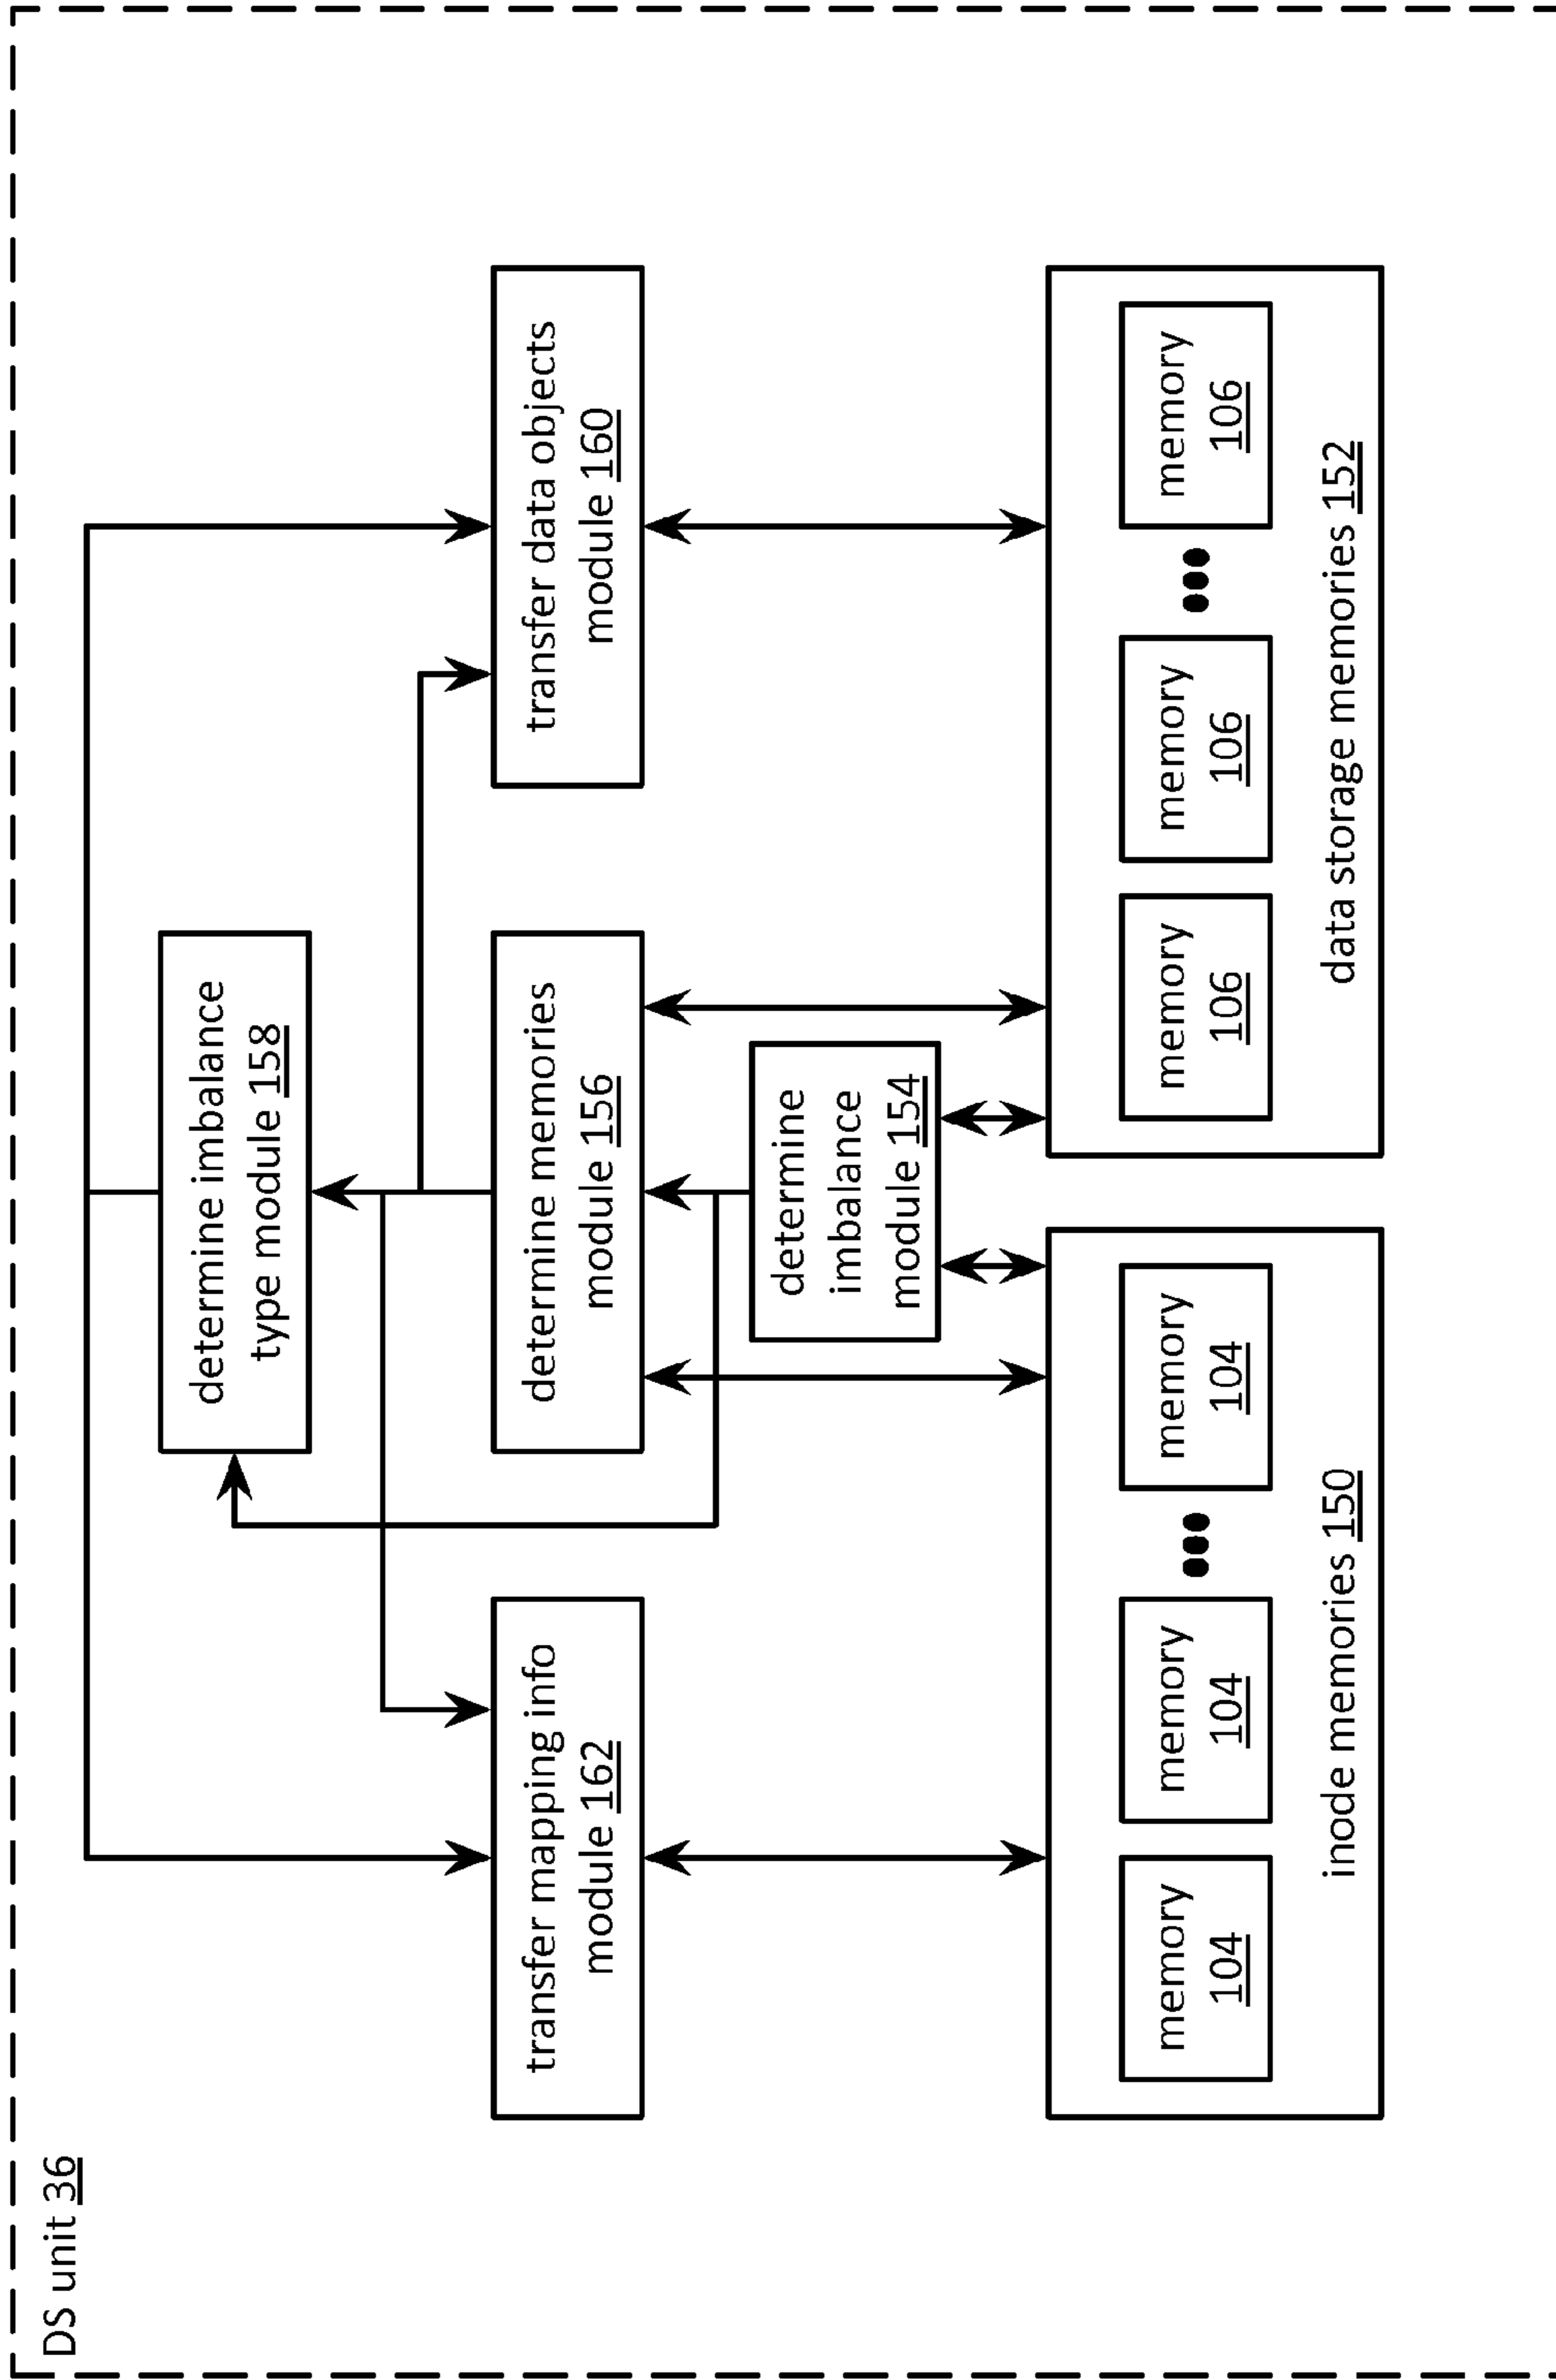 DS unit 36
determine imbalance
type module 158
transfer mapping info
module 162
determine memories
module 156
transfer data objects
module 160
determine
imbalance
module 154
memory
104
memory
104
memory
104
inode memories 150
memory
106
memory
106
memory
106
data storage memories 152